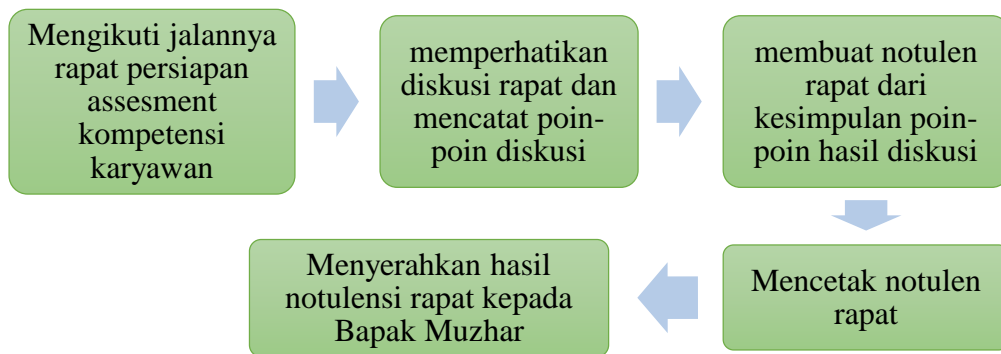 Mengikuti jalannya
rapat persiapan
assesment
kompetensi
karyawan
memperhatikan
diskusi rapat dan
mencatat poin-
poin diskusi
membuat notulen
rapat dari
kesimpulan poin-
poin hasil diskusi
Mencetak notulen
rapat
Menyerahkan hasil
notulensi rapat kepada
Bapak Muzhar